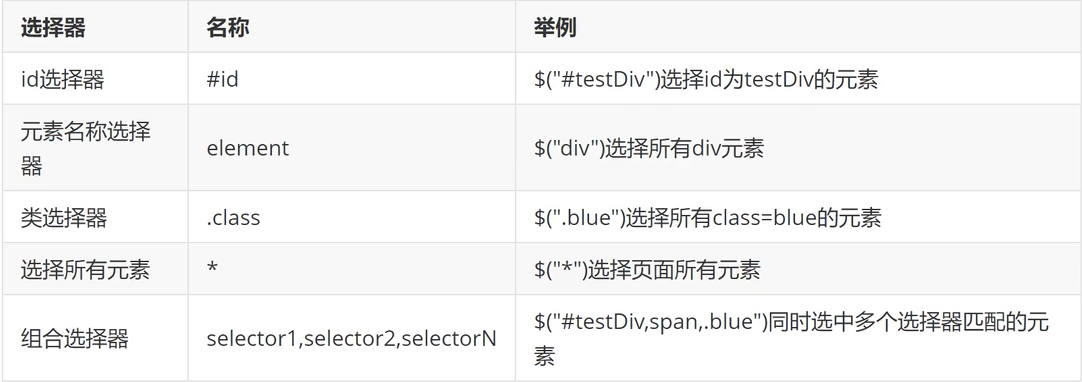 选择器 名称 举例
id选择器 #id $("#testDiv")选择id为testDiv的元素
元素名称选择
器
element $("div")选择所有div元素
类选择器 .class $(".blue")选择所有class=blue的元素
选择所有元素 * $("*")选择页面所有元素
组合选择器 selector1,selector2,selectorN $("#testDiv,span,.blue")同时选中多个选择器匹配的元
素